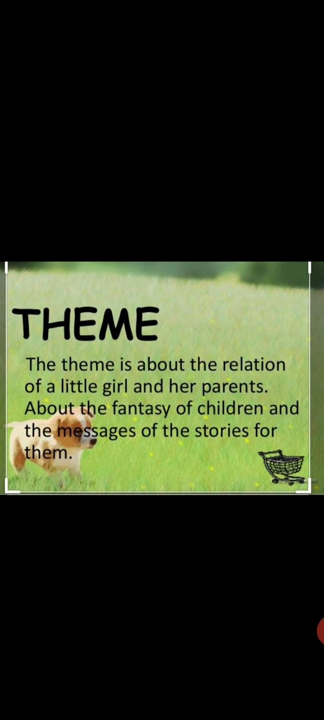 THEME
The theme is about the relation
of a little girl and her parents.
About the fantasy of children and
the messages of the stories for
them.